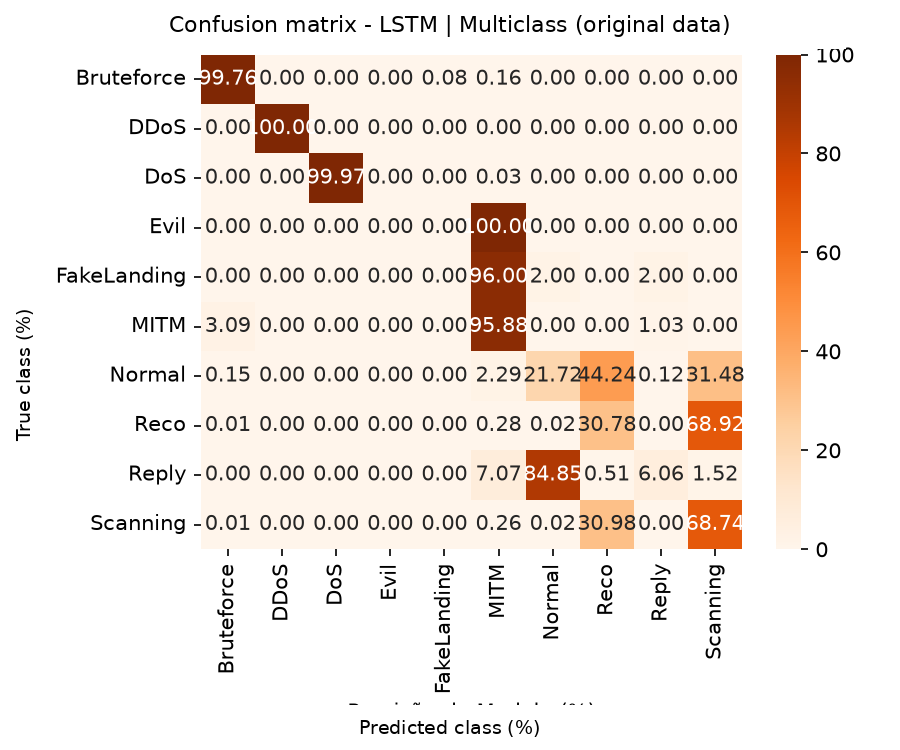 Confusion matrix - LSTM | Multiclass (original data)
Bruteforce 99.76 0.00 0.00 0.00 0.08 0.16 0.00 0.00 0.00 0.00
DDoS 0.00 100.00 0.00 0.00 0.00 0.00 0.00 0.00 0.00 0.00
DoS 0.00 0.00 99.97 0.00 0.00 0.03 0.00 0.00 0.00 0.00
Evil 0.00 0.00 0.00 0.00 0.00 100.00 0.00 0.00 0.00 0.00
FakeLanding 0.00 0.00 0.00 0.00 0.00 96.00 2.00 0.00 2.00 0.00
MITM 3.09 0.00 0.00 0.00 0.00 95.88 0.00 0.00 1.03 0.00
Normal 0.15 0.00 0.00 0.00 0.00 2.29 21.72 44.24 0.12 31.48
Reco 0.01 0.00 0.00 0.00 0.00 0.28 0.02 30.78 0.00 68.92
Reply 0.00 0.00 0.00 0.00 0.00 7.07 84.85 0.51 6.06 1.52
Scanning 0.01 0.00 0.00 0.00 0.00 0.26 0.02 30.98 0.00 68.74
True class (%)
Bruteforce DDoS DoS Evil FakeLanding MITM Normal Reco Reply Scanning
Predicted class (%)
100
80
60
40
20
0